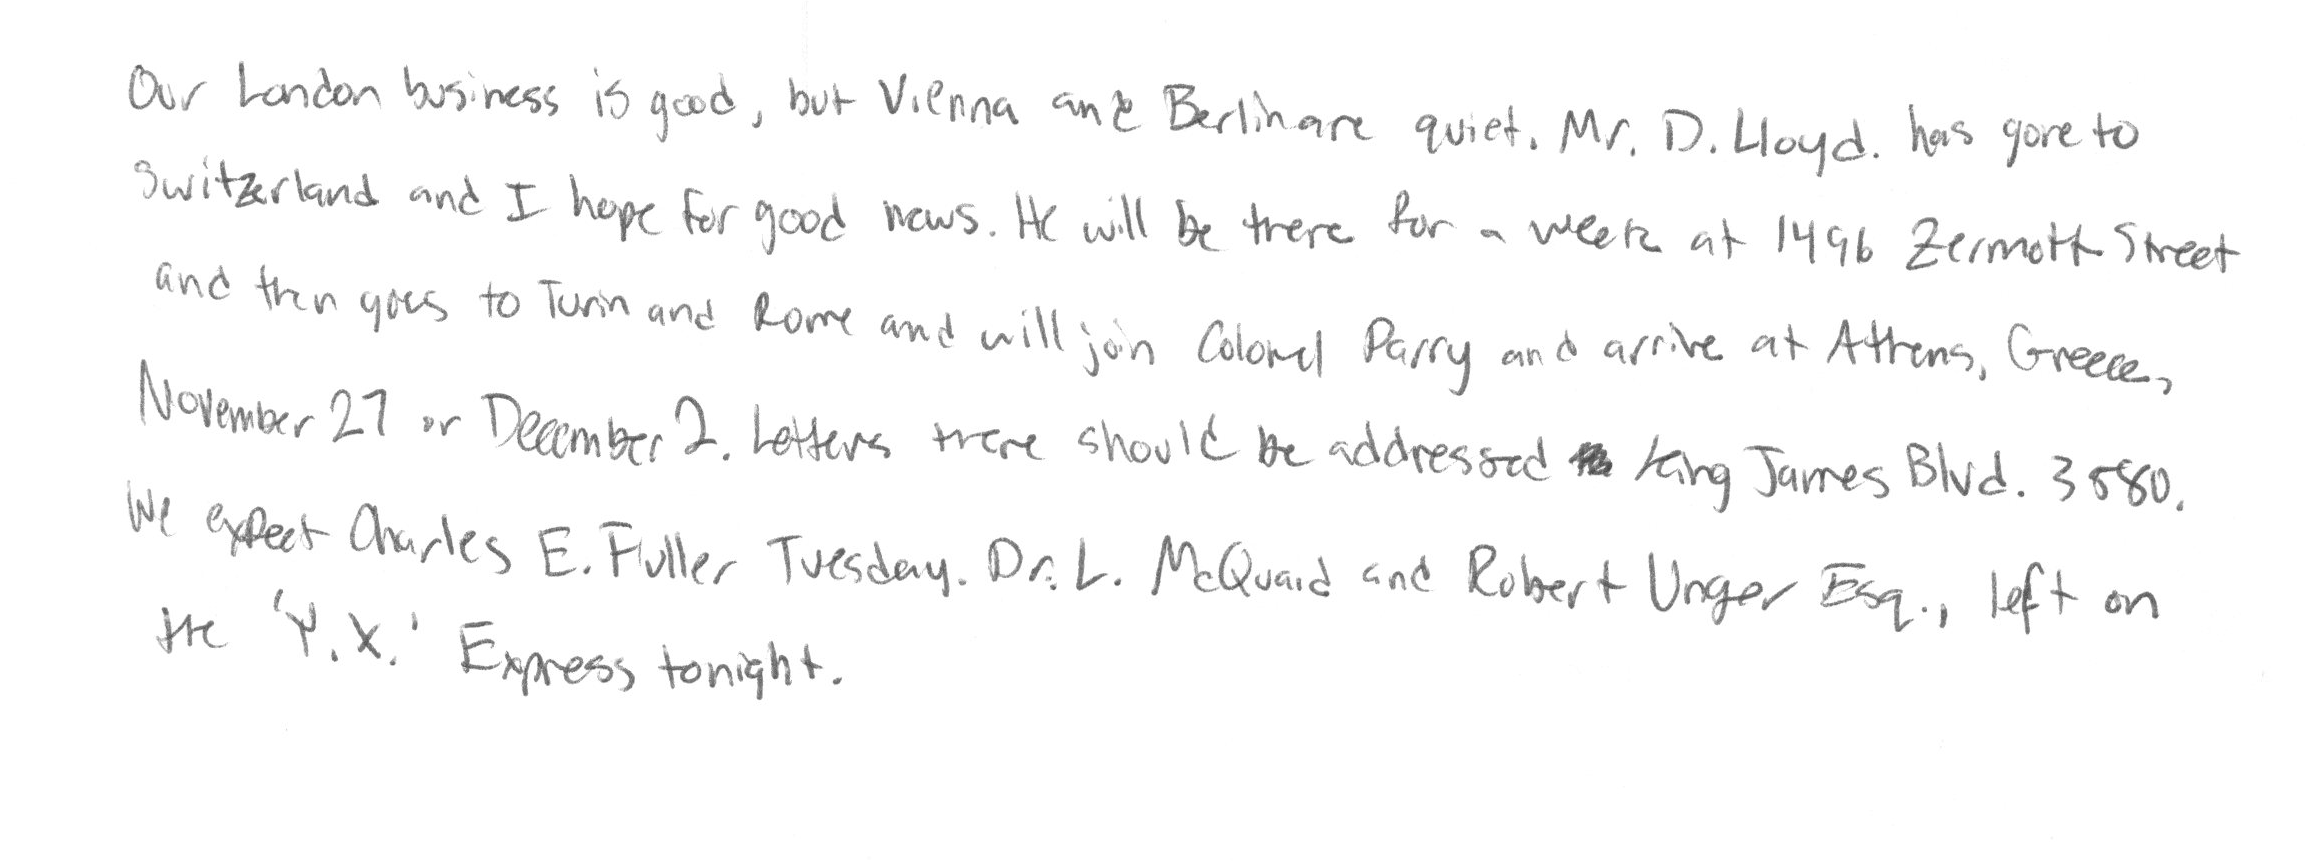 Our London business is good, but Vienna and Berlin are quiet. Mr. D. Lloyd. has gone to
Switzerland and I hope for good news. He will be there for a week at 1496 Zermott Street
and then goes to Turin and Rome and will join Colonel Parry and arrive at Athens, Greece,
November 27 or December 2. Letters there should be addressed King James Blvd. 3580.
We expect Charles E. Fuller Tuesday. Dr. L. McQuaid and Robert Unger Esq., left on
the 'Y.X.' Express tonight.